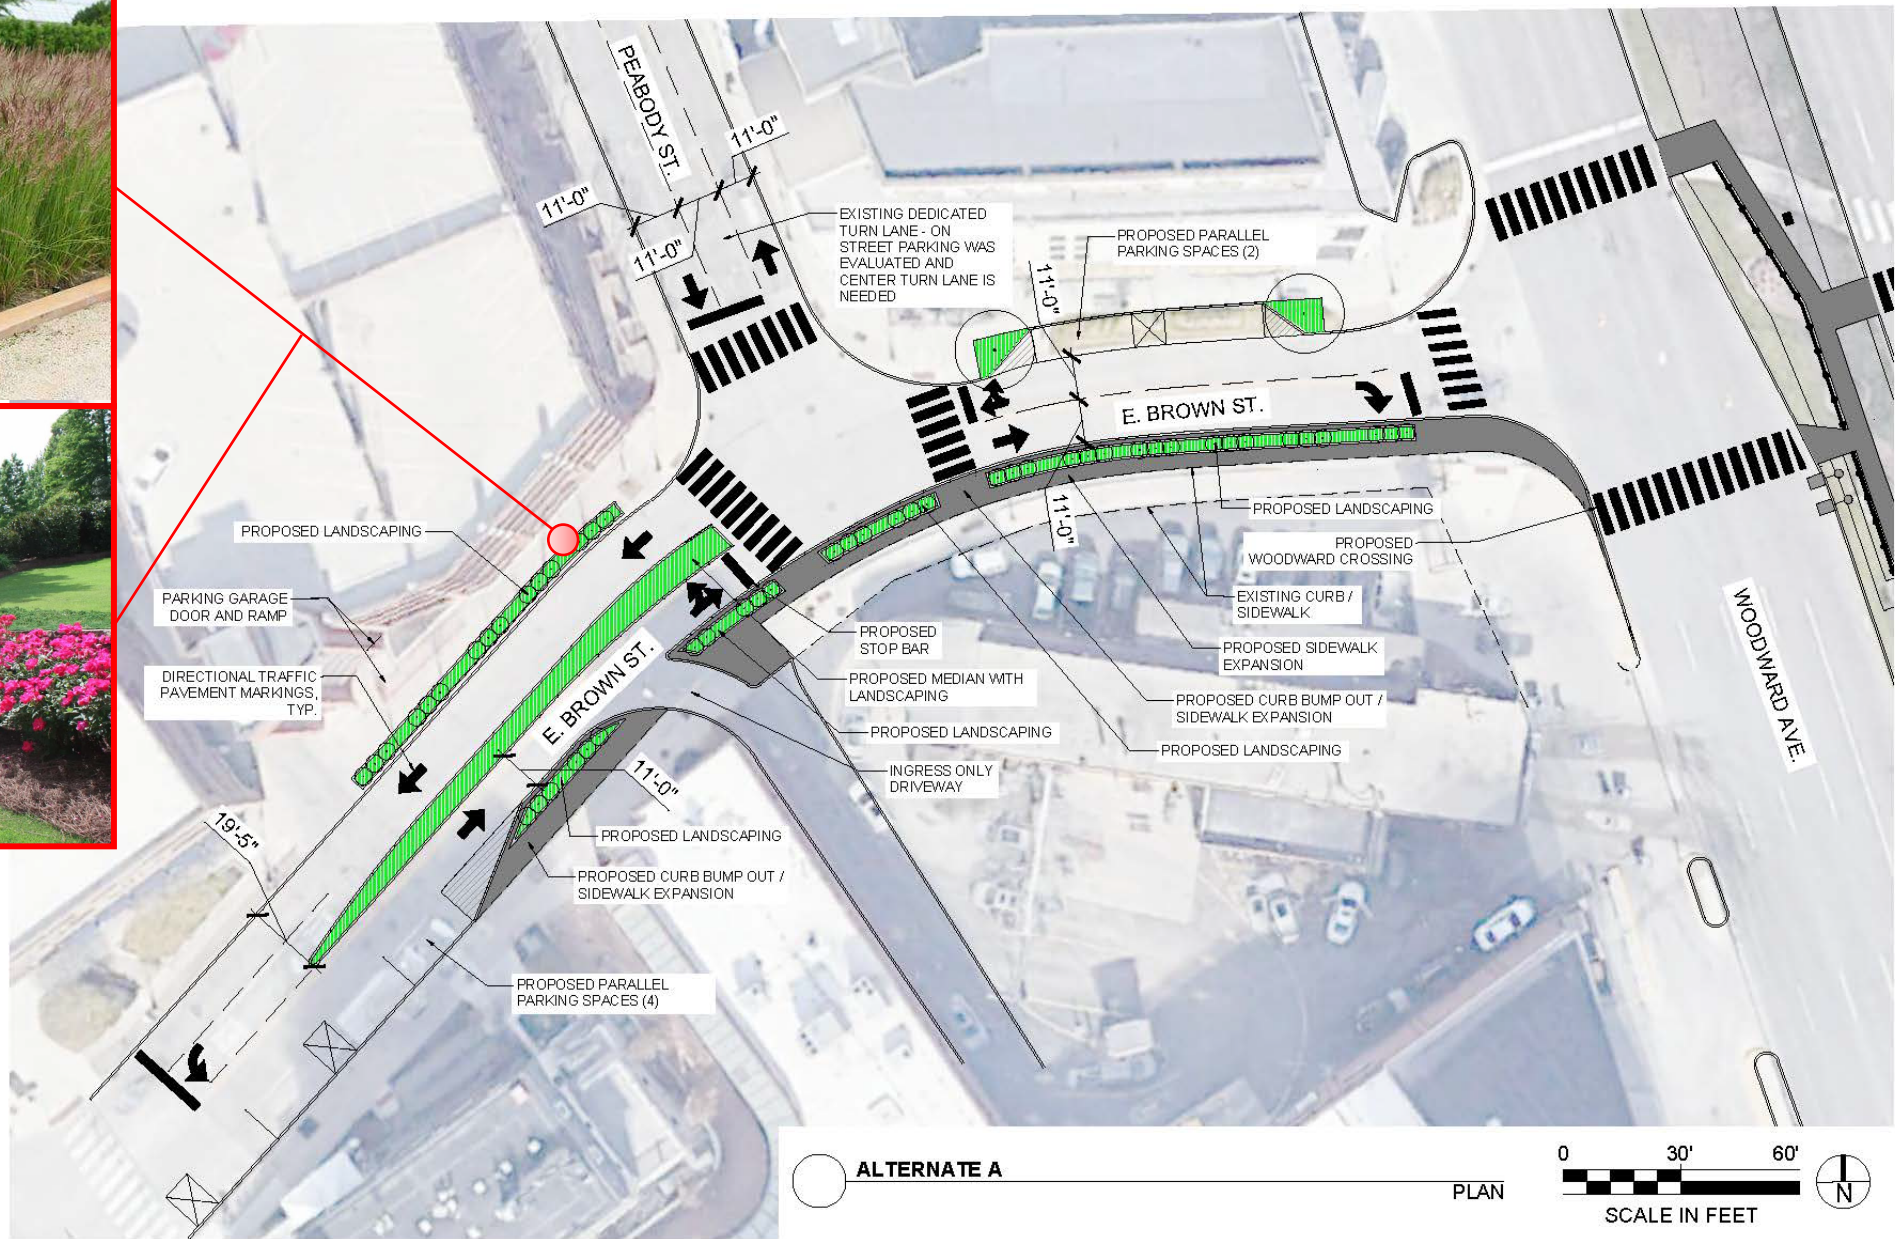 PEABODY ST.
11'-0"
11'-0"
11'-0"
EXISTING DEDICATED
TURN LANE - ON
STREET PARKING WAS
EVALUATED AND
CENTER TURN LANE IS
NEEDED
PROPOSED PARALLEL
PARKING SPACES (2)
11'-0"
E. BROWN ST.
11'-0"
PROPOSED LANDSCAPING
PROPOSED
WOODWARD CROSSING
EXISTING CURB /
SIDEWALK
PROPOSED SIDEWALK
EXPANSION
PROPOSED CURB BUMP OUT /
SIDEWALK EXPANSION
PROPOSED LANDSCAPING
WOODWARD AVE.
PROPOSED LANDSCAPING
PARKING GARAGE
DOOR AND RAMP
DIRECTIONAL TRAFFIC
PAVEMENT MARKINGS,
TYP.
PROPOSED
STOP BAR
PROPOSED MEDIAN WITH
LANDSCAPING
PROPOSED LANDSCAPING
INGRESS ONLY
DRIVEWAY
E. BROWN ST.
11'-0"
19'-5"
PROPOSED LANDSCAPING
PROPOSED CURB BUMP OUT /
SIDEWALK EXPANSION
PROPOSED PARALLEL
PARKING SPACES (4)
ALTERNATE A
PLAN
0 30' 60'
SCALE IN FEET
N